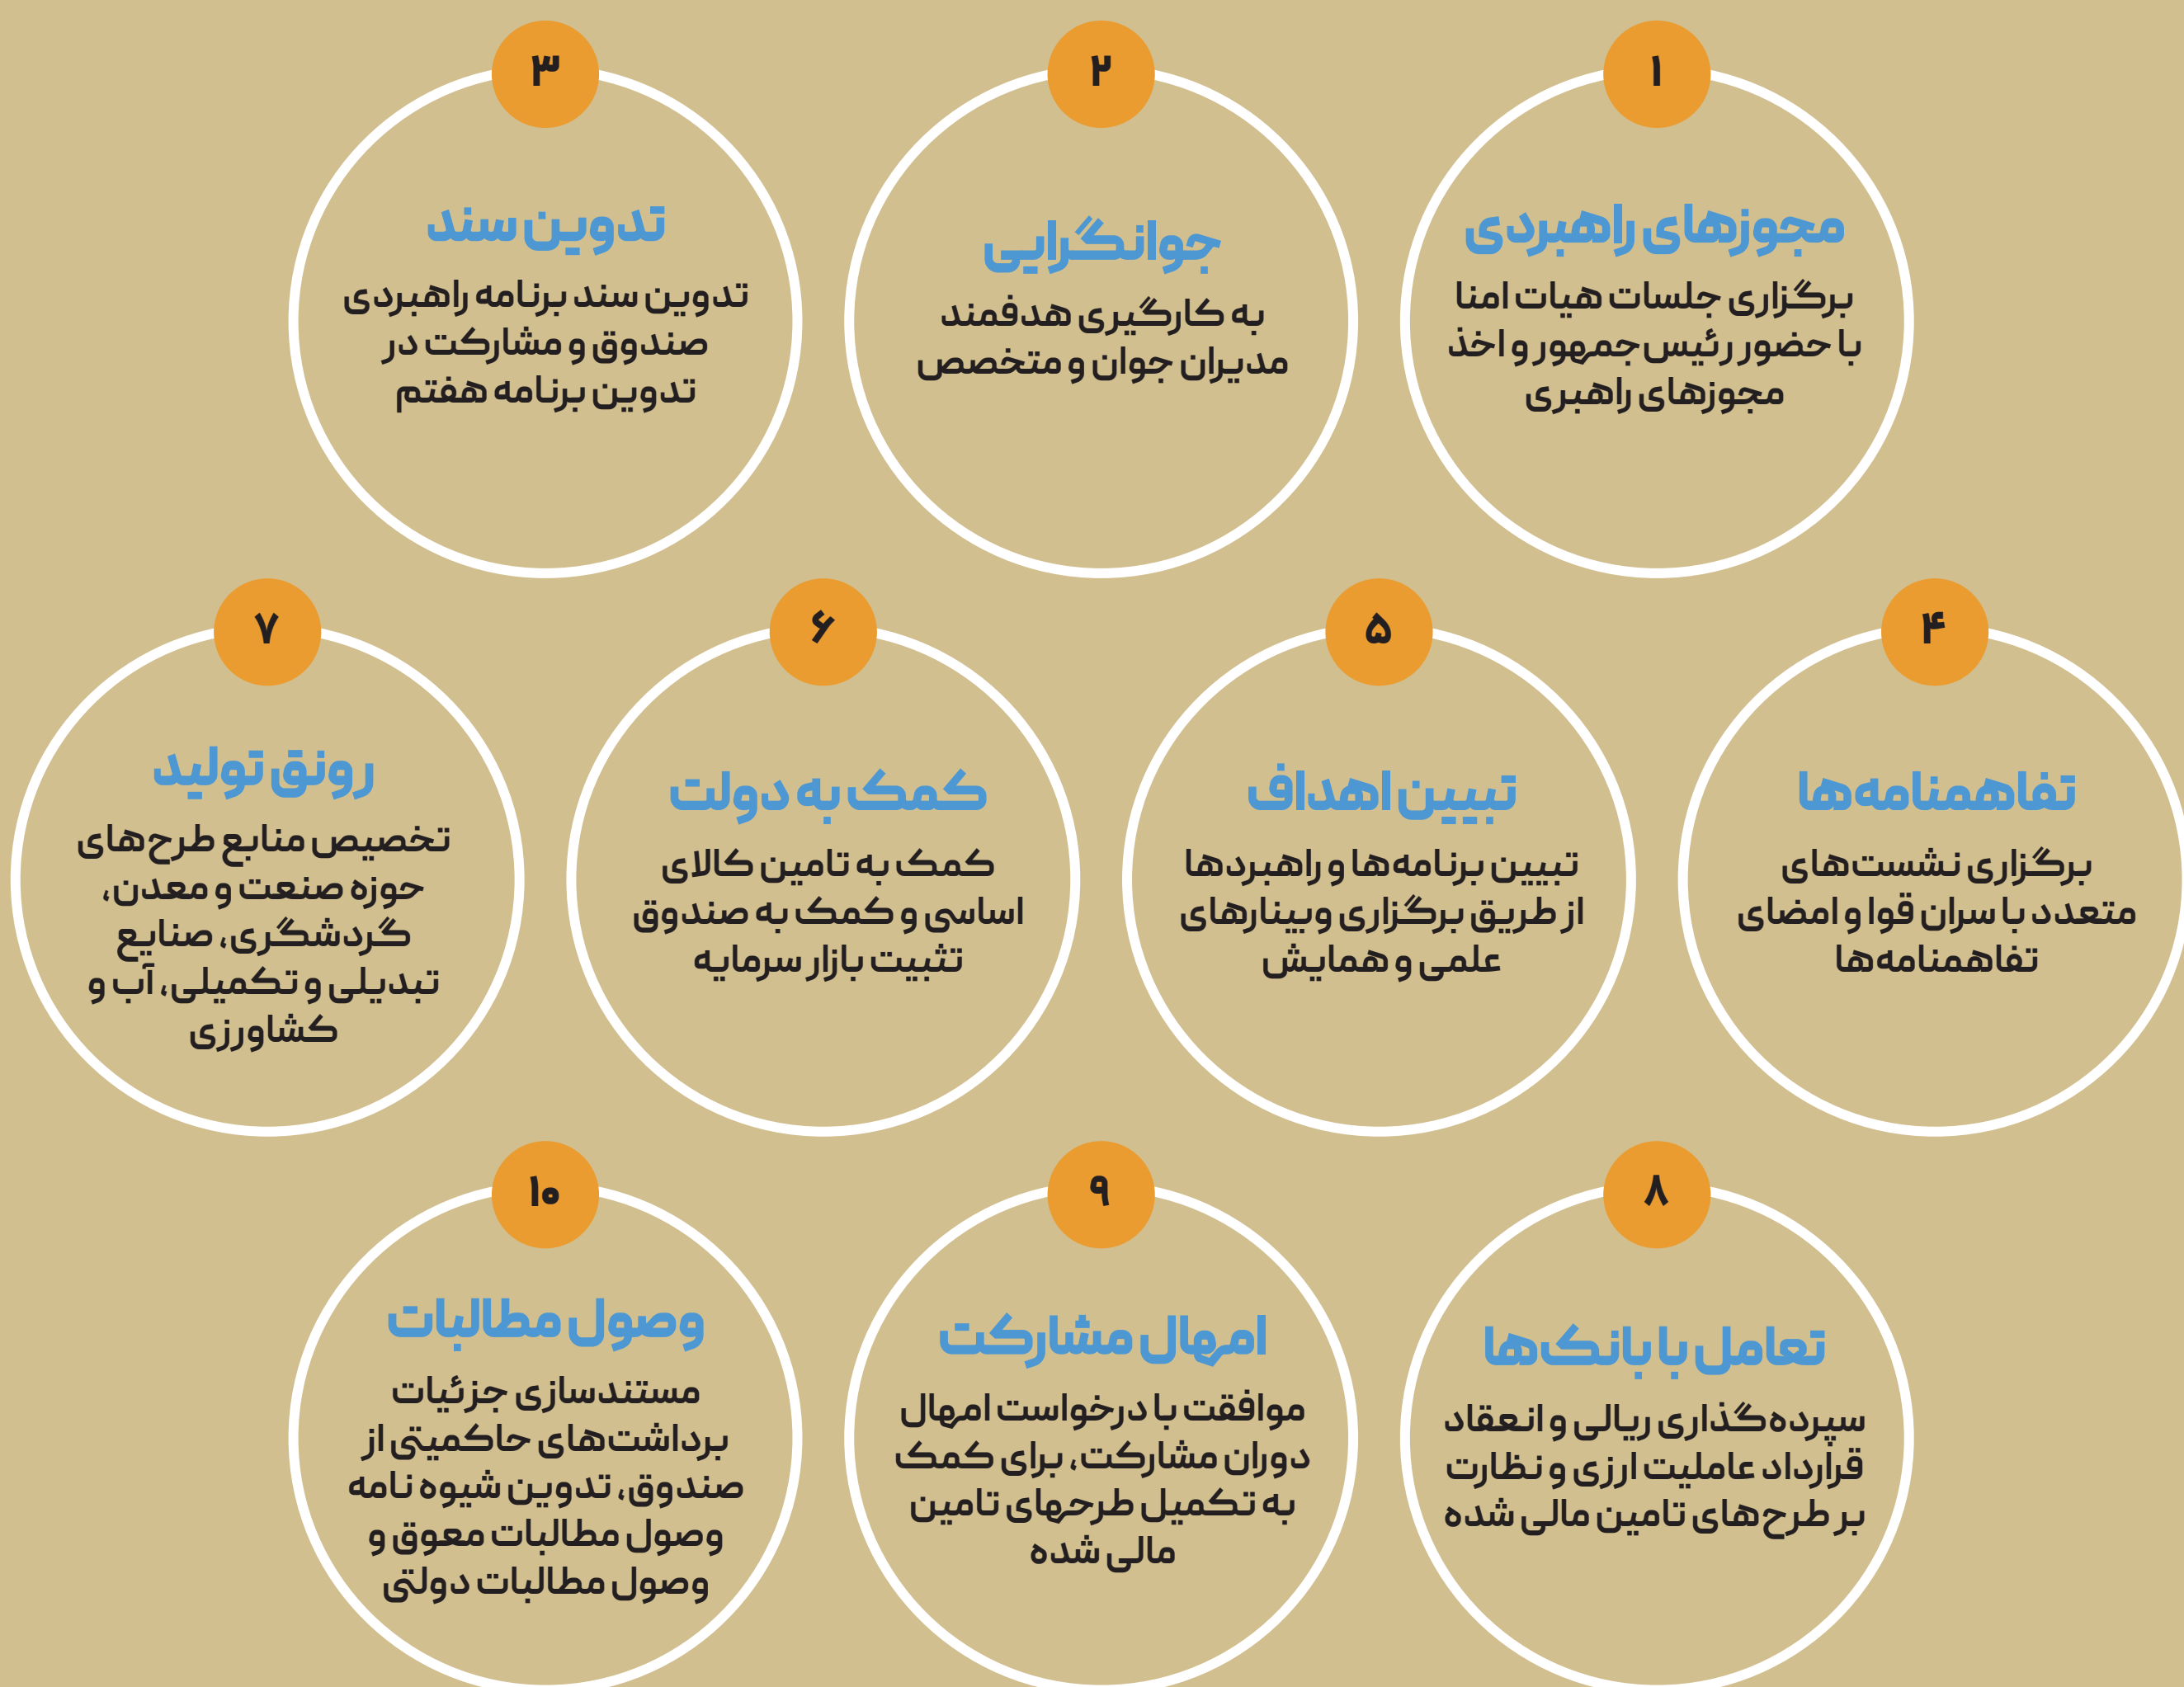 ۱
مجوزهای راهبردی
برگزاری جلسات هیات امنا
با حضور رئیس‌جمهور و اخذ
مجوزهای راهبری
۲
جوانگرایی
به کارگیری هدفمند
مدیران جوان و متخصص
۳
تدوین سند
تدوین سند برنامه راهبردی
صندوق و مشارکت در
تدوین برنامه هفتم
۴
تفاهمنامه‌ها
برگزاری نشست‌های
متعدد با سران قوا و امضای
تفاهمنامه‌ها
۵
تبیین اهداف
تبیین برنامه‌ها و راهبردها
از طریق برگزاری وبینارهای
علمی و همایش
۶
کمک به دولت
کمک به تامین کالای
اساسی و کمک به صندوق
تثبیت بازار سرمایه
۷
رونق تولید
تخصیص منابع طرح‌های
حوزه صنعت و معدن،
گردشگری، صنایع
تبدیلی و تکمیلی، آب و
کشاورزی
۸
تعامل با بانک‌ها
سپرده‌گذاری ریالی و انعقاد
قرارداد عاملیت ارزی و نظارت
بر طرح‌های تامین مالی شده
۹
امهال مشارکت
موافقت با درخواست امهال
دوران مشارکت، برای کمک
به تکمیل طرحهای تامین
مالی شده
۱۰
وصول مطالبات
مستندسازی جزئیات
برداشت‌های حاکمیتی از
صندوق، تدوین شیوه نامه
وصول مطالبات معوق و
وصول مطالبات دولتی